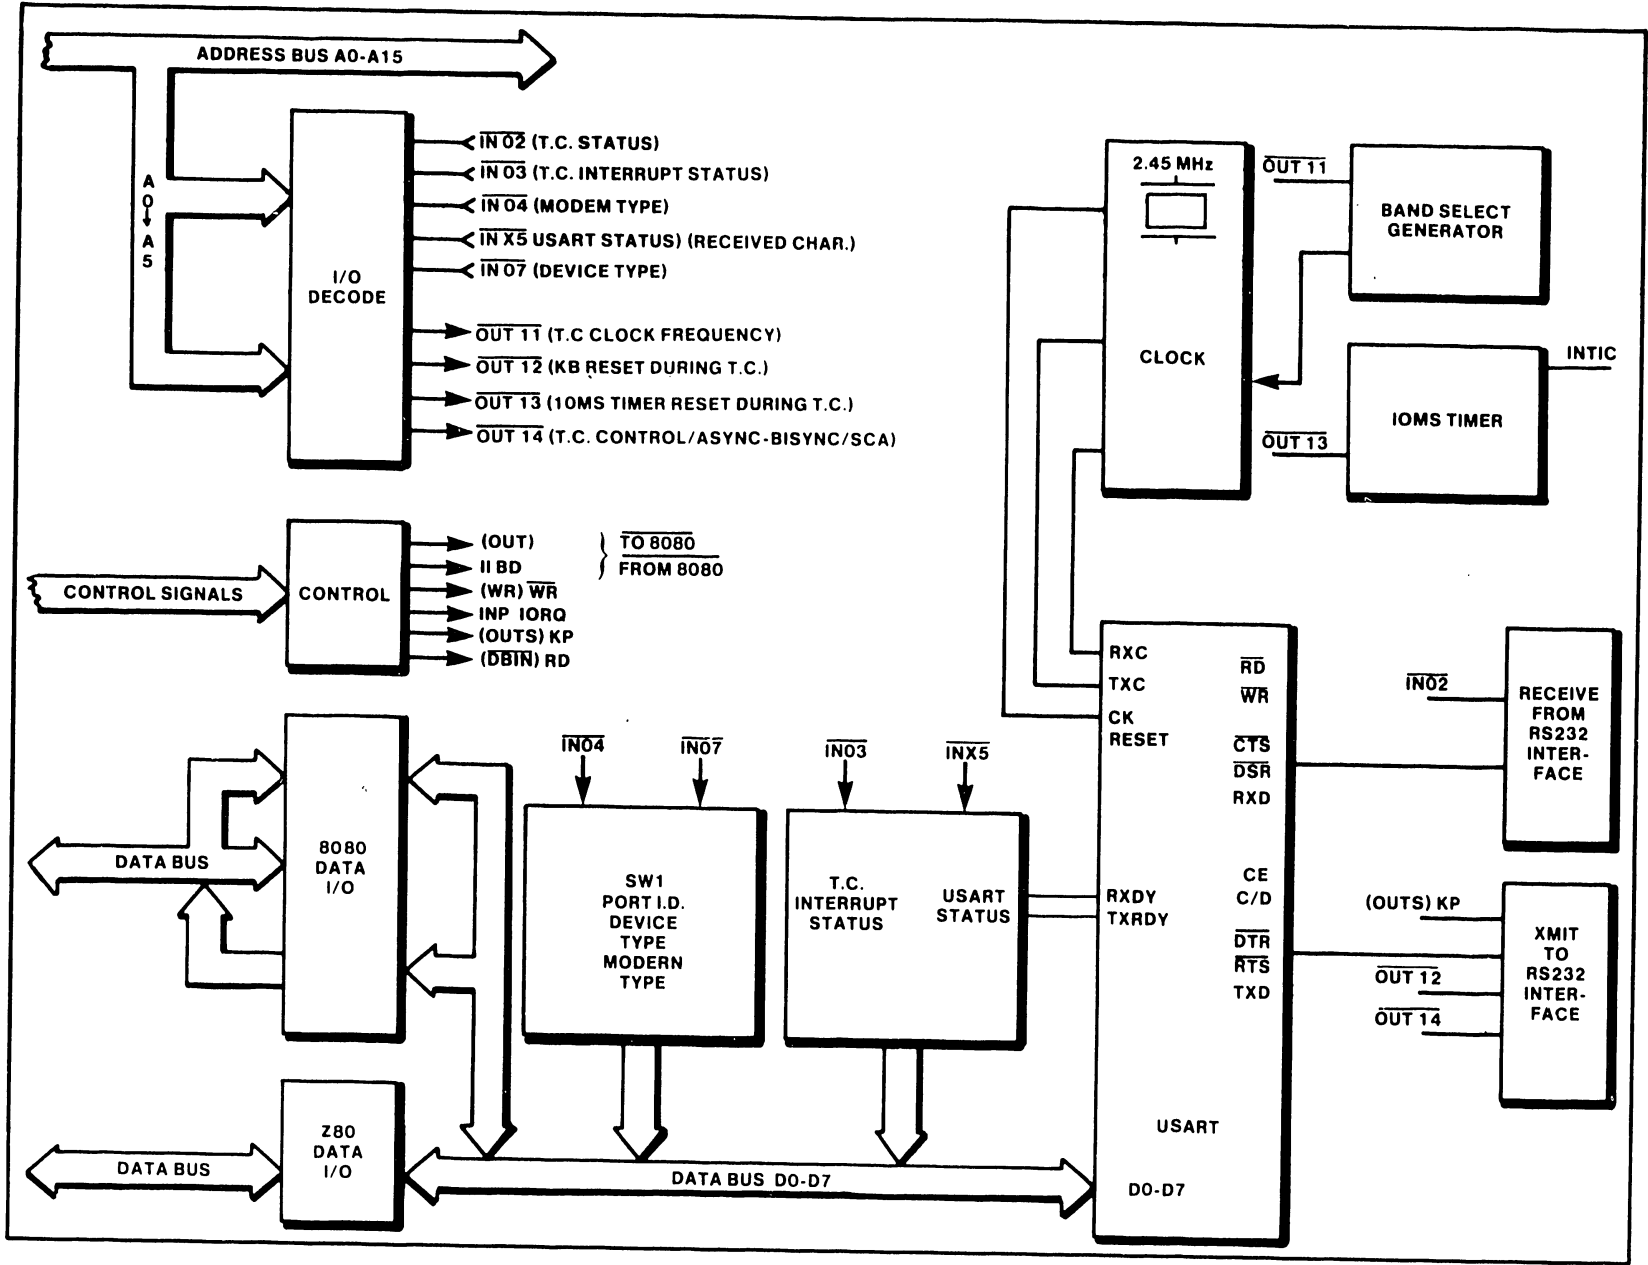 ADDRESS BUS A0-A15
A
0
↓
A
5
I/O
DECODE
IN 02 (T.C. STATUS)
IN 03 (T.C. INTERRUPT STATUS)
IN 04 (MODEM TYPE)
IN X5 USART STATUS) (RECEIVED CHAR.)
IN 07 (DEVICE TYPE)
OUT 11 (T.C CLOCK FREQUENCY)
OUT 12 (KB RESET DURING T.C.)
OUT 13 (10MS TIMER RESET DURING T.C.)
OUT 14 (T.C. CONTROL/ASYNC-BISYNC/SCA)
2.45 MHz
CLOCK
OUT 11
BAND SELECT
GENERATOR
INTIC
IOMS TIMER
OUT 13
CONTROL SIGNALS
CONTROL
(OUT)
II BD
(WR) WR
INP IORQ
(OUTS) KP
(DBIN) RD
TO 8080
FROM 8080
DATA BUS
8080
DATA
I/O
IN04
IN07
SW1
PORT I.D.
DEVICE
TYPE
MODERN
TYPE
IN03
INX5
T.C.
INTERRUPT
STATUS
USART
STATUS
RXC
TXC
CK
RESET
RD
WR
CTS
DSR
RXD
RXDY
TXRDY
CE
C/D
DTR
RTS
TXD
USART
D0-D7
IN02
RECEIVE
FROM
RS232
INTER-
FACE
(OUTS) KP
OUT 12
OUT 14
XMIT
TO
RS232
INTER-
FACE
DATA BUS
Z80
DATA
I/O
DATA BUS D0-D7